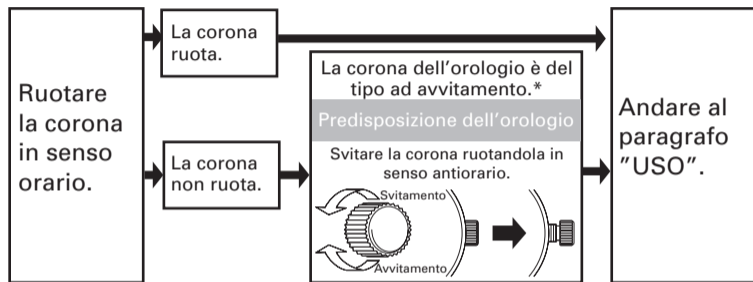 Ruotare
la corona
in senso
orario.
La corona
ruota.
La corona
non ruota.
La corona dell'orologio è del
tipo ad avvitamento.*
Predisposizione dell'orologio
Svitare la corona ruotandola in
senso antiorario.
Svitamento
Avvitamento
Andare al
paragrafo
"USO".